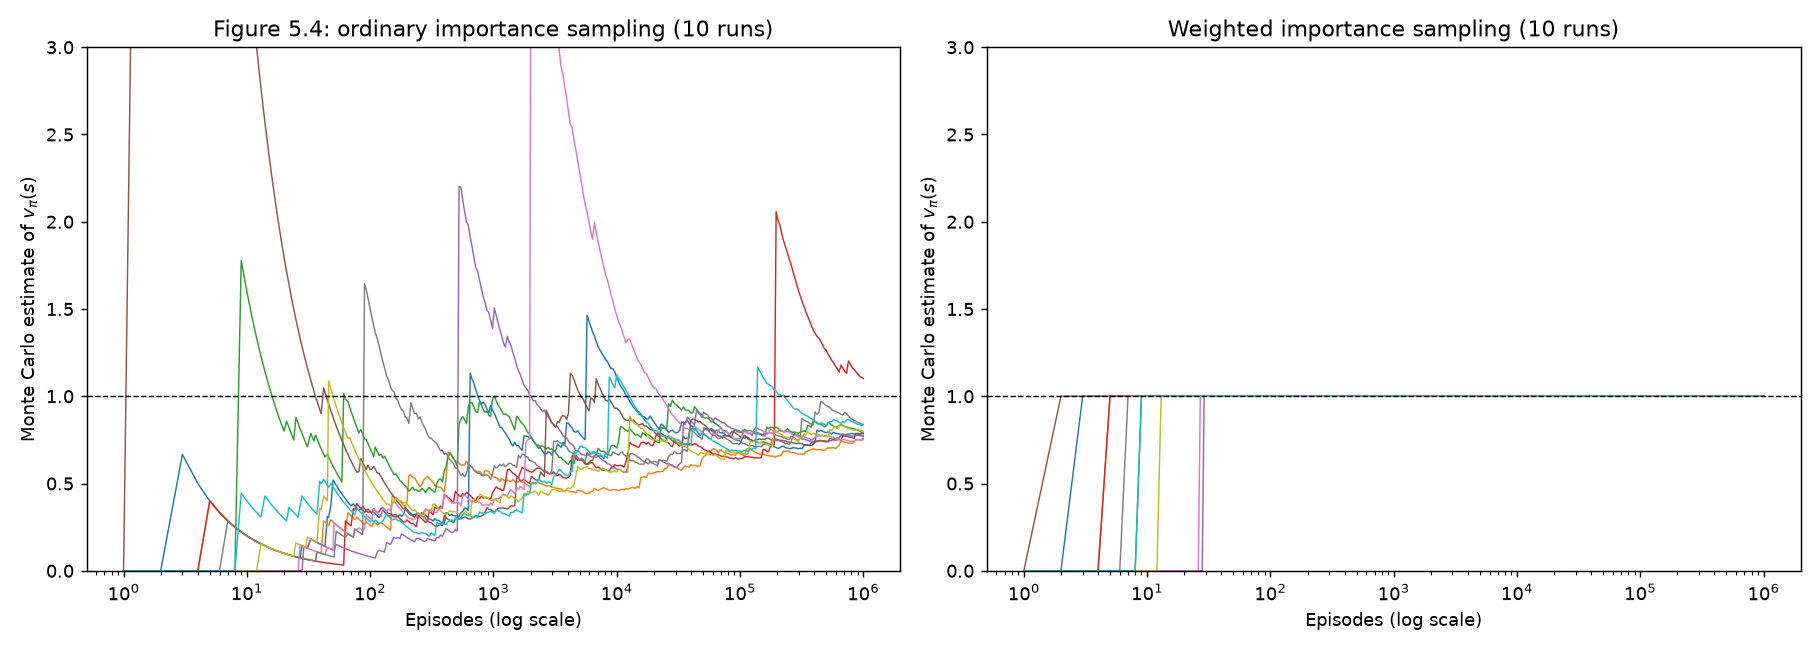 Figure 5.4: ordinary importance sampling (10 runs)
Monte Carlo estimate of v_π(s)
3.0
2.5
2.0
1.5
1.0
0.5
0.0
10⁰ 10¹ 10² 10³ 10⁴ 10⁵ 10⁶
Episodes (log scale)
Weighted importance sampling (10 runs)
Monte Carlo estimate of v_π(s)
3.0
2.5
2.0
1.5
1.0
0.5
0.0
10⁰ 10¹ 10² 10³ 10⁴ 10⁵ 10⁶
Episodes (log scale)